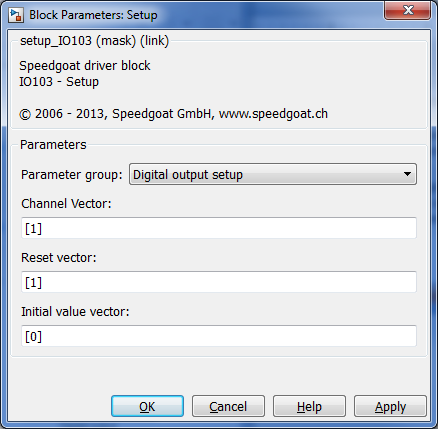 Block Parameters: Setup
setup_IO103 (mask) (link)
Speedgoat driver block
IO103 - Setup
© 2006 - 2013, Speedgoat GmbH, www.speedgoat.ch
Parameters
Parameter group: Digital output setup
Channel Vector:
[1]
Reset vector:
[1]
Initial value vector:
[0]
OK Cancel Help Apply